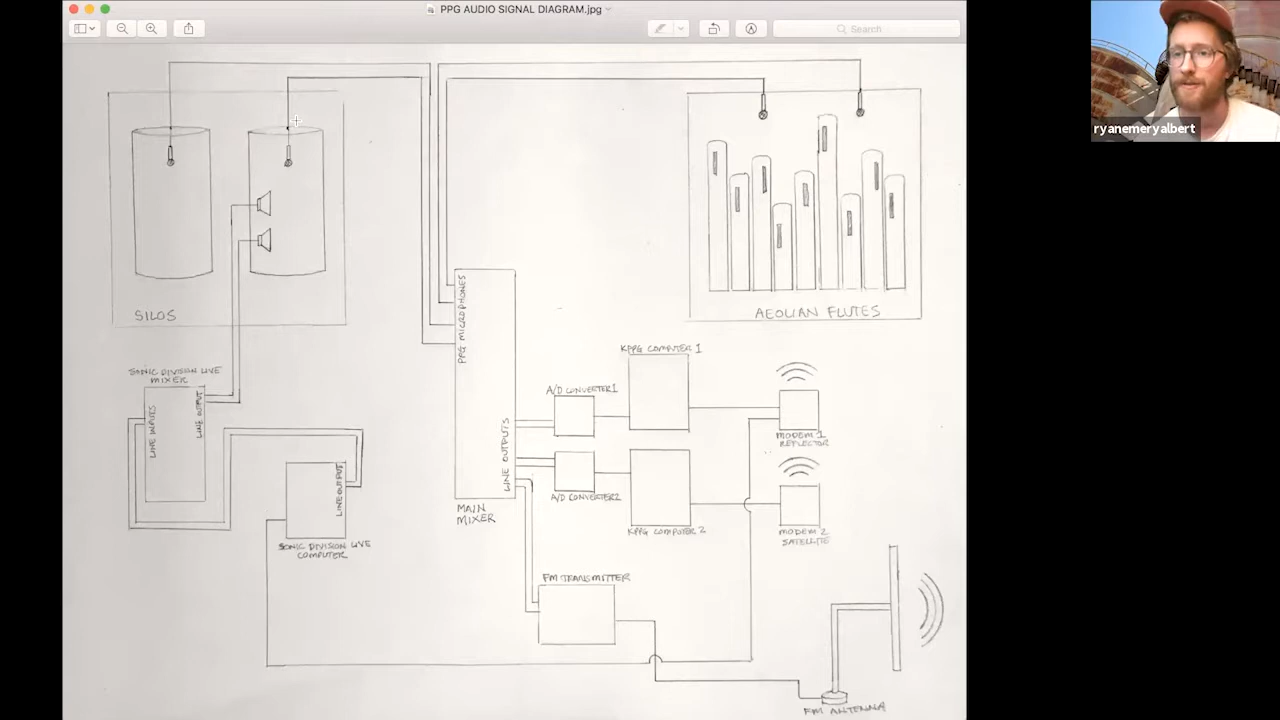 PPG AUDIO SIGNAL DIAGRAM.jpg
Search
ryanemeryalbert
SILOS
AEOLIAN FLUTES
PPG MICROPHONES
LINE OUTPUTS
MAIN
MIXER
SONIC DIVISION LIVE
MIXER
LINE INPUTS
LINE OUTPUT
LINE OUTPUT
SONIC DIVISION LIVE
COMPUTER
A/D CONVERTER 1
KPPG COMPUTER 1
MODEM 1
REFLECTOR
A/D CONVERTER 2
KPPG COMPUTER 2
MODEM 2
SATELLITE
FM TRANSMITTER
FM ANTENNA